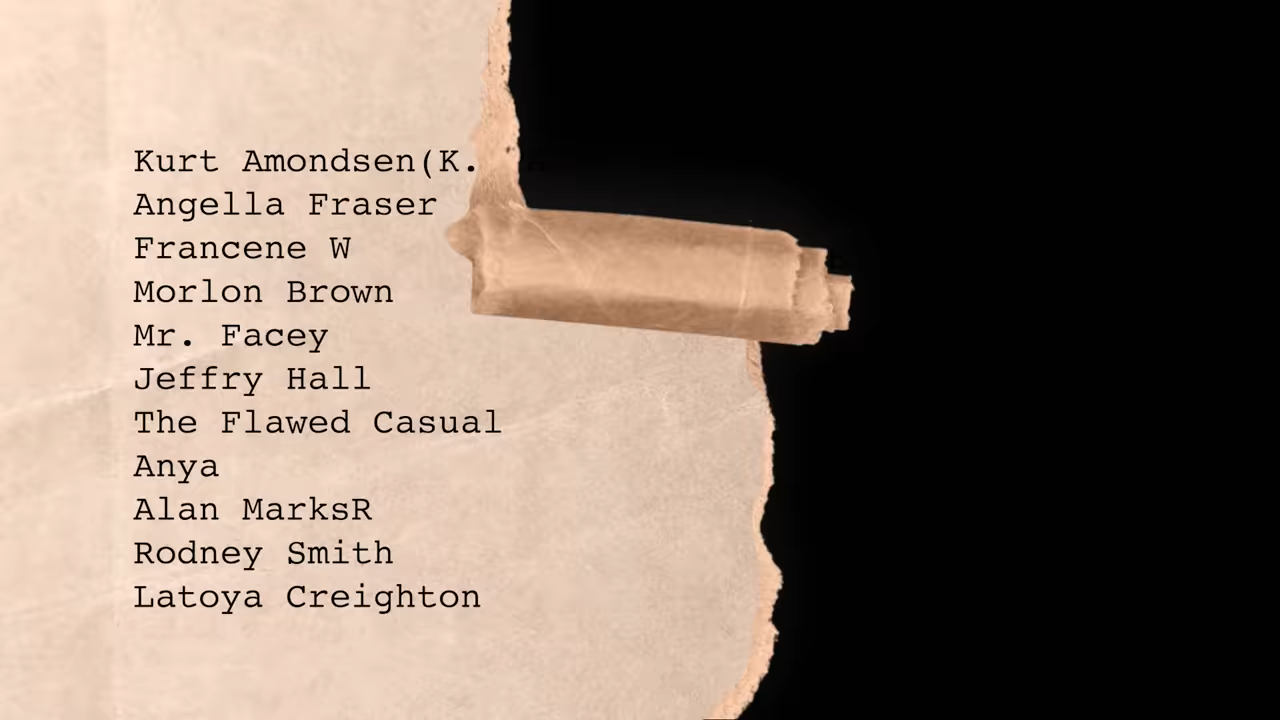 Kurt Amondsen(K.
Angella Fraser
Francene W
Morlon Brown
Mr. Facey
Jeffry Hall
The Flawed Casual
Anya
Alan MarksR
Rodney Smith
Latoya Creighton